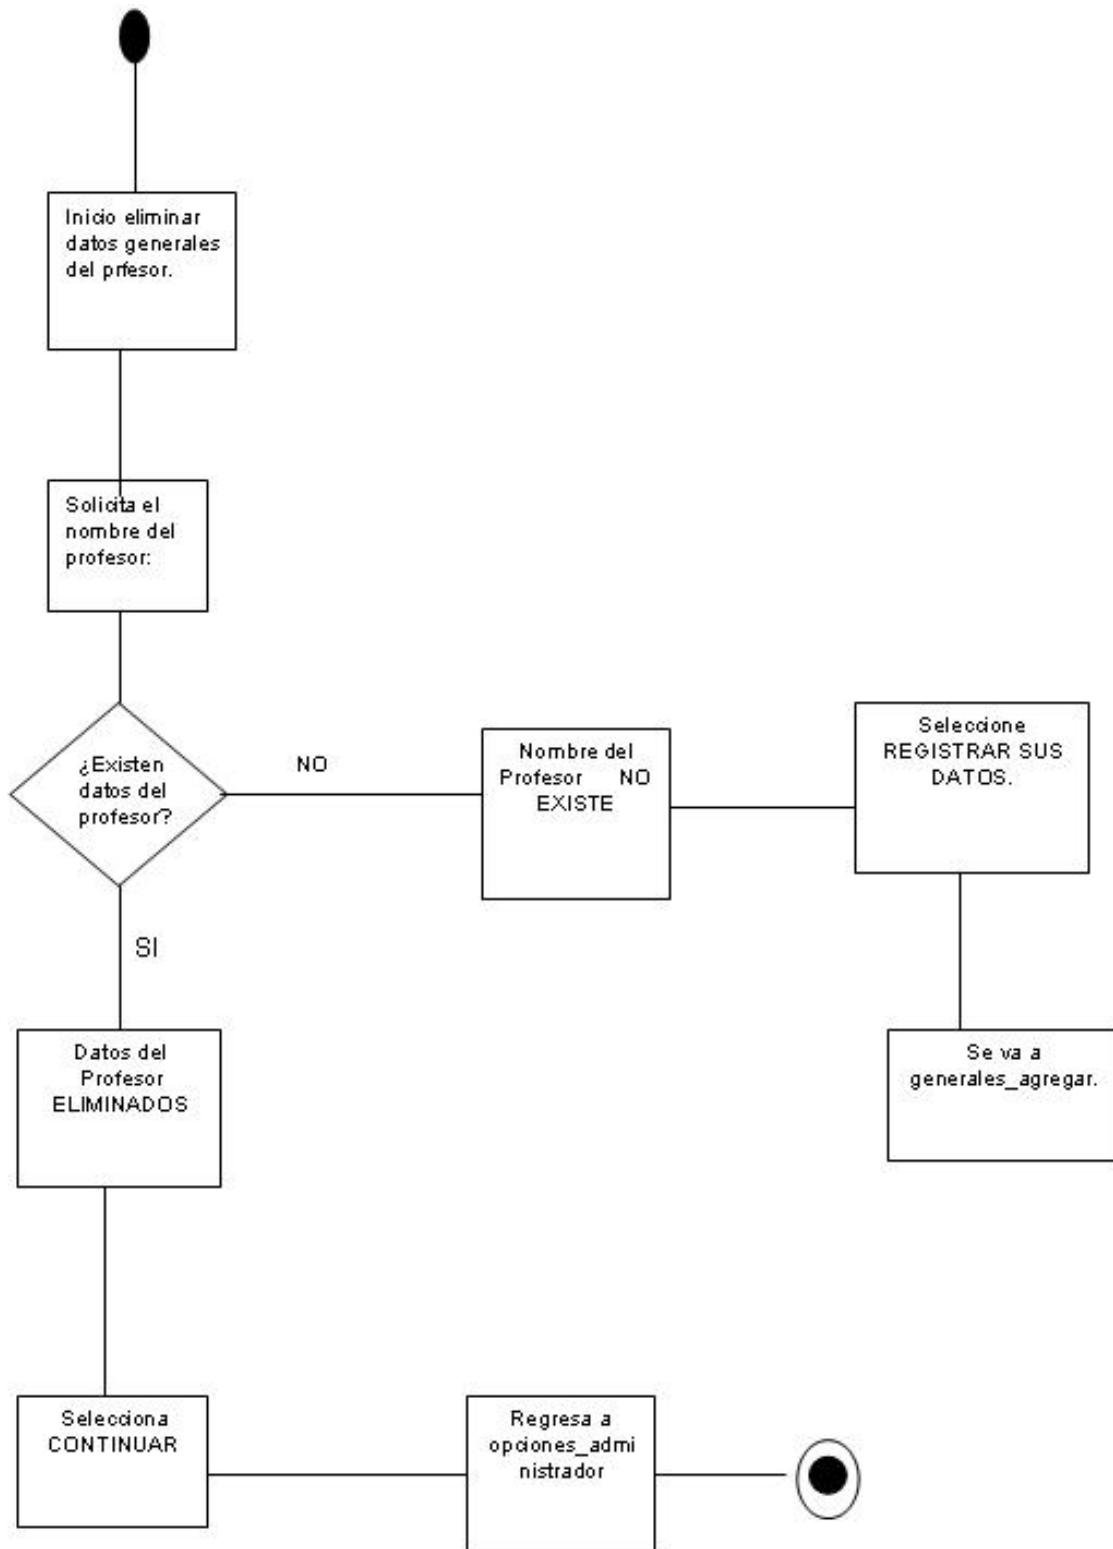 Inicio eliminar
datos generales
del prfesor.
Solicita el
nombre del
profesor:
¿Existen
datos del
profesor?
NO
Nombre del
Profesor NO
EXISTE
Seleccione
REGISTRAR SUS
DATOS.
SI
Se va a
generales_agregar.
Datos del
Profesor
ELIMINADOS
Selecciona
CONTINUAR
Regresa a
opciones_admi
nistrador